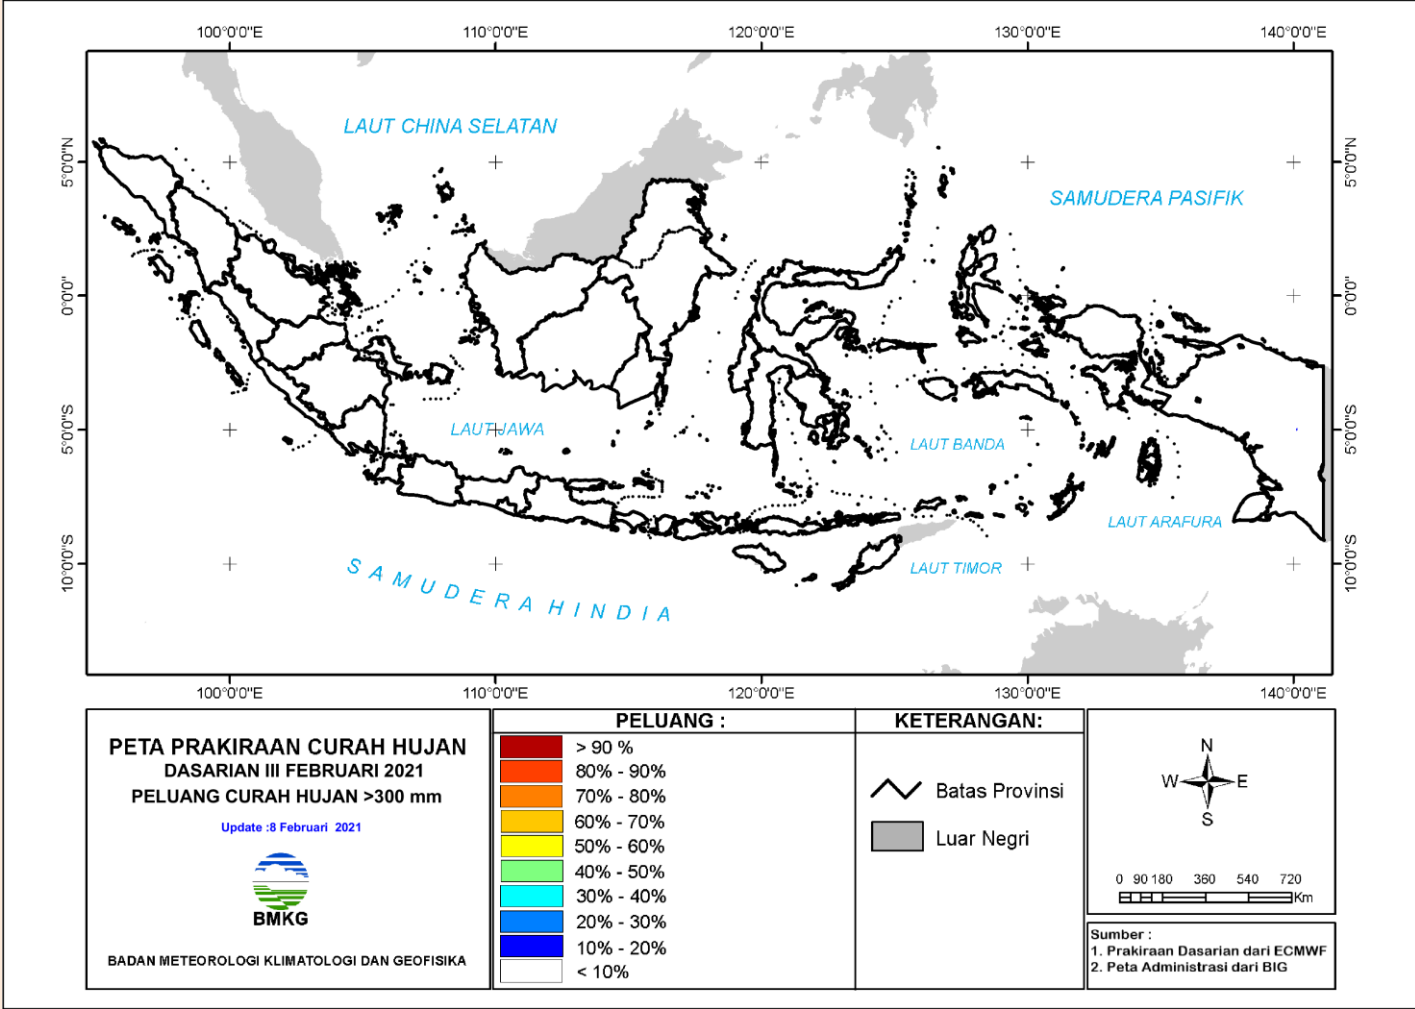 100°0'0"E 110°0'0"E 120°0'0"E 130°0'0"E 140°0'0"E
LAUT CHINA SELATAN
5°0'0"N 5°0'0"N
SAMUDERA PASIFIK
0°0'0" 0°0'0"
LAUT JAWA
5°0'0"S 5°0'0"S
LAUT BANDA
LAUT ARAFURA
10°0'0"S 10°0'0"S
LAUT TIMOR
SAMUDERA HINDIA
100°0'0"E 110°0'0"E 120°0'0"E 130°0'0"E 140°0'0"E
PETA PRAKIRAAN CURAH HUJAN
DASARIAN III FEBRUARI 2021
PELUANG CURAH HUJAN >300 mm
Update :8 Februari 2021
BMKG
BADAN METEOROLOGI KLIMATOLOGI DAN GEOFISIKA
PELUANG :
> 90 %
80% - 90%
70% - 80%
60% - 70%
50% - 60%
40% - 50%
30% - 40%
20% - 30%
10% - 20%
< 10%
KETERANGAN:
Batas Provinsi
Luar Negri
N
W E
S
0 90 180 360 540 720
Km
Sumber :
1. Prakiraan Dasarian dari ECMWF
2. Peta Administrasi dari BIG